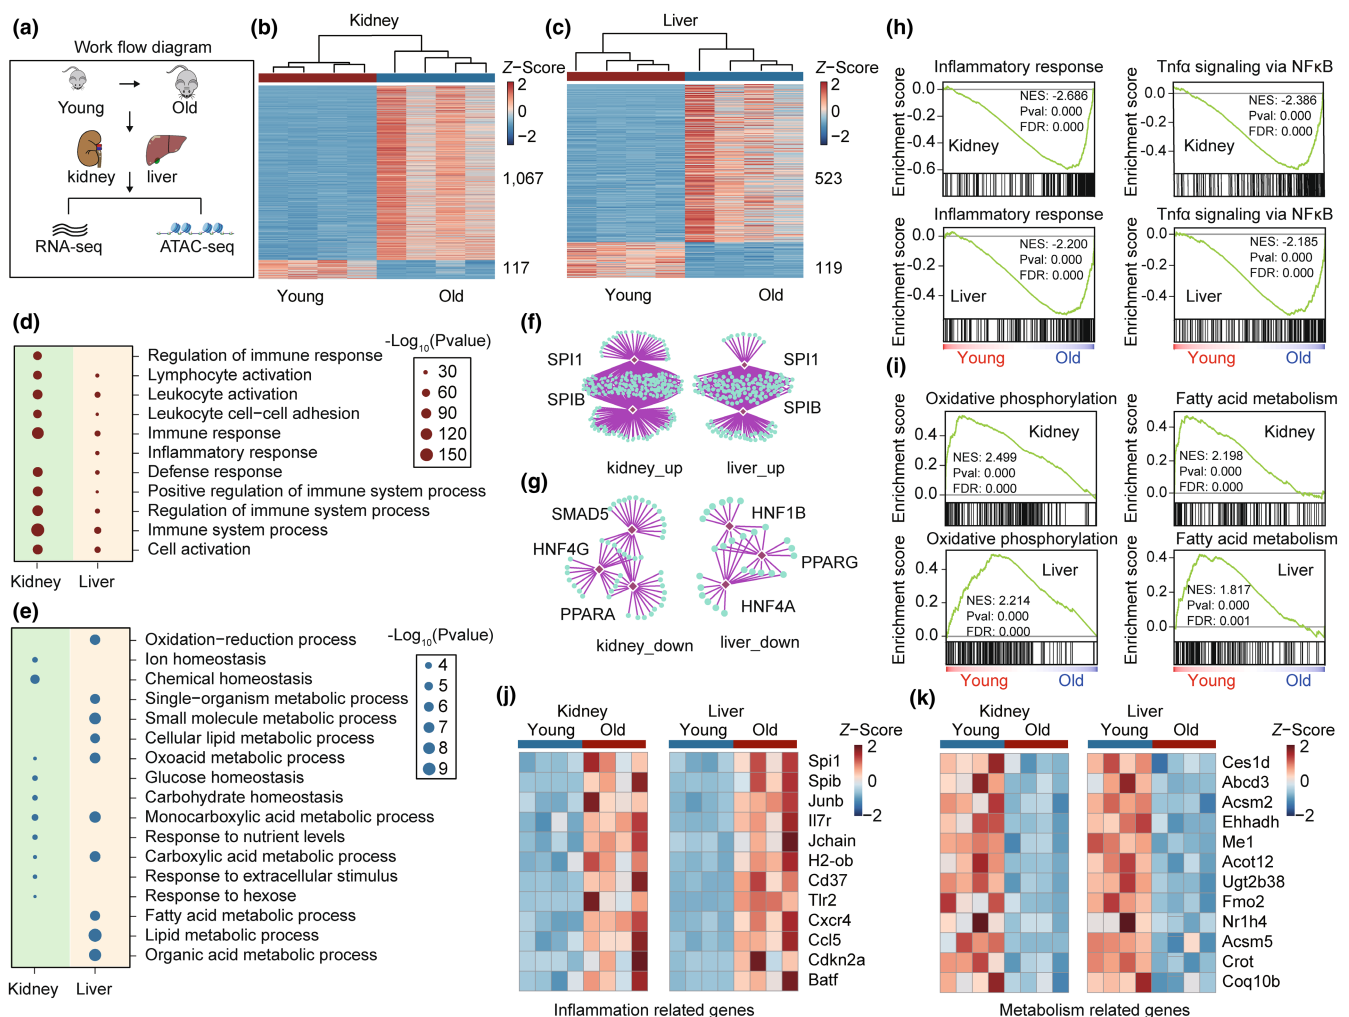 (a)
Work flow diagram
Young
Old
kidney
liver
RNA-seq
ATAC-seq
(b)
Kidney
Z−Score
2
0
−2
1,067
117
Young
Old
(c)
Liver
Z−Score
2
0
−2
523
119
Young
Old
(d)
Regulation of immune response
Lymphocyte activation
Leukocyte activation
Leukocyte cell−cell adhesion
Immune response
Inflammatory response
Defense response
Positive regulation of immune system process
Regulation of immune system process
Immune system process
Cell activation
Kidney
Liver
-Log10(Pvalue)
30
60
90
120
150
(e)
Oxidation−reduction process
Ion homeostasis
Chemical homeostasis
Single−organism metabolic process
Small molecule metabolic process
Cellular lipid metabolic process
Oxoacid metabolic process
Glucose homeostasis
Carbohydrate homeostasis
Monocarboxylic acid metabolic process
Response to nutrient levels
Carboxylic acid metabolic process
Response to extracellular stimulus
Response to hexose
Fatty acid metabolic process
Lipid metabolic process
Organic acid metabolic process
Kidney
Liver
-Log10(Pvalue)
4
5
6
7
8
9
(f)
SPI1
SPIB
kidney_up
SPI1
SPIB
liver_up
(g)
SMAD5
HNF4G
PPARA
kidney_down
HNF1B
PPARG
HNF4A
liver_down
(h)
Inflammatory response
Enrichment score
0.0
-0.2
-0.4
-0.6
NES: -2.686
Pval: 0.000
FDR: 0.000
Kidney
Tnfα signaling via NFκB
Enrichment score
0.0
-0.2
-0.4
NES: -2.386
Pval: 0.000
FDR: 0.000
Kidney
Inflammatory response
Enrichment score
0.0
-0.2
-0.4
NES: -2.200
Pval: 0.000
FDR: 0.000
Liver
Young
Old
Tnfα signaling via NFκB
Enrichment score
0.0
-0.2
-0.4
NES: -2.185
Pval: 0.000
FDR: 0.000
Liver
Young
Old
(i)
Oxidative phosphorylation
Enrichment score
0.4
0.2
0.0
Kidney
NES: 2.499
Pval: 0.000
FDR: 0.000
Fatty acid metabolism
Enrichment score
0.4
0.2
0.0
Kidney
NES: 2.198
Pval: 0.000
FDR: 0.000
Oxidative phosphorylation
Enrichment score
0.4
0.2
0.0
Liver
NES: 2.214
Pval: 0.000
FDR: 0.000
Young
Old
Fatty acid metabolism
Enrichment score
0.4
0.2
0.0
Liver
NES: 1.817
Pval: 0.000
FDR: 0.001
Young
Old
(j)
Kidney
Young
Old
Liver
Young
Old
Z−Score
2
0
−2
Spi1
Spib
Junb
Il7r
Jchain
H2-ob
Cd37
Tlr2
Cxcr4
Ccl5
Cdkn2a
Batf
Inflammation related genes
(k)
Kidney
Young
Old
Liver
Young
Old
Z−Score
2
0
−2
Ces1d
Abcd3
Acsm2
Ehhadh
Me1
Acot12
Ugt2b38
Fmo2
Nr1h4
Acsm5
Crot
Coq10b
Metabolism related genes